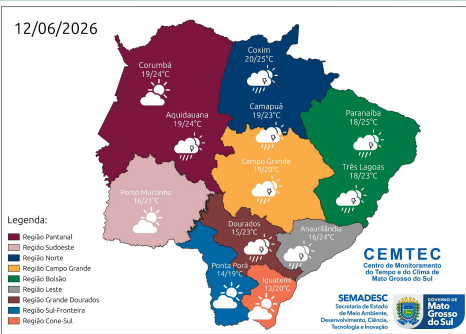 12/06/2026
Corumbá
19/24°C
Coxim
20/25°C
Aquidauana
19/24°C
Camapuã
19/23°C
Paranaíba
18/25°C
Campo Grande
19/20°C
Três Lagoas
18/23°C
Porto Murtinho
16/21°C
Dourados
15/23°C
Anaurilândia
16/24°C
Ponta Porã
14/19°C
Iguatemi
13/20°C
Legenda:
Região Pantanal
Região Sudoeste
Região Norte
Região Campo Grande
Região Bolsão
Região Leste
Região Grande Dourados
Região Sul-Fronteira
Região Cone-Sul
CEMTEC
Centro de Monitoramento
do Tempo e do Clima de
Mato Grosso do Sul
SEMADESC
Secretaria de Estado
de Meio Ambiente,
Desenvolvimento, Ciência,
Tecnologia e Inovação
GOVERNO DE
Mato
Grosso
do Sul